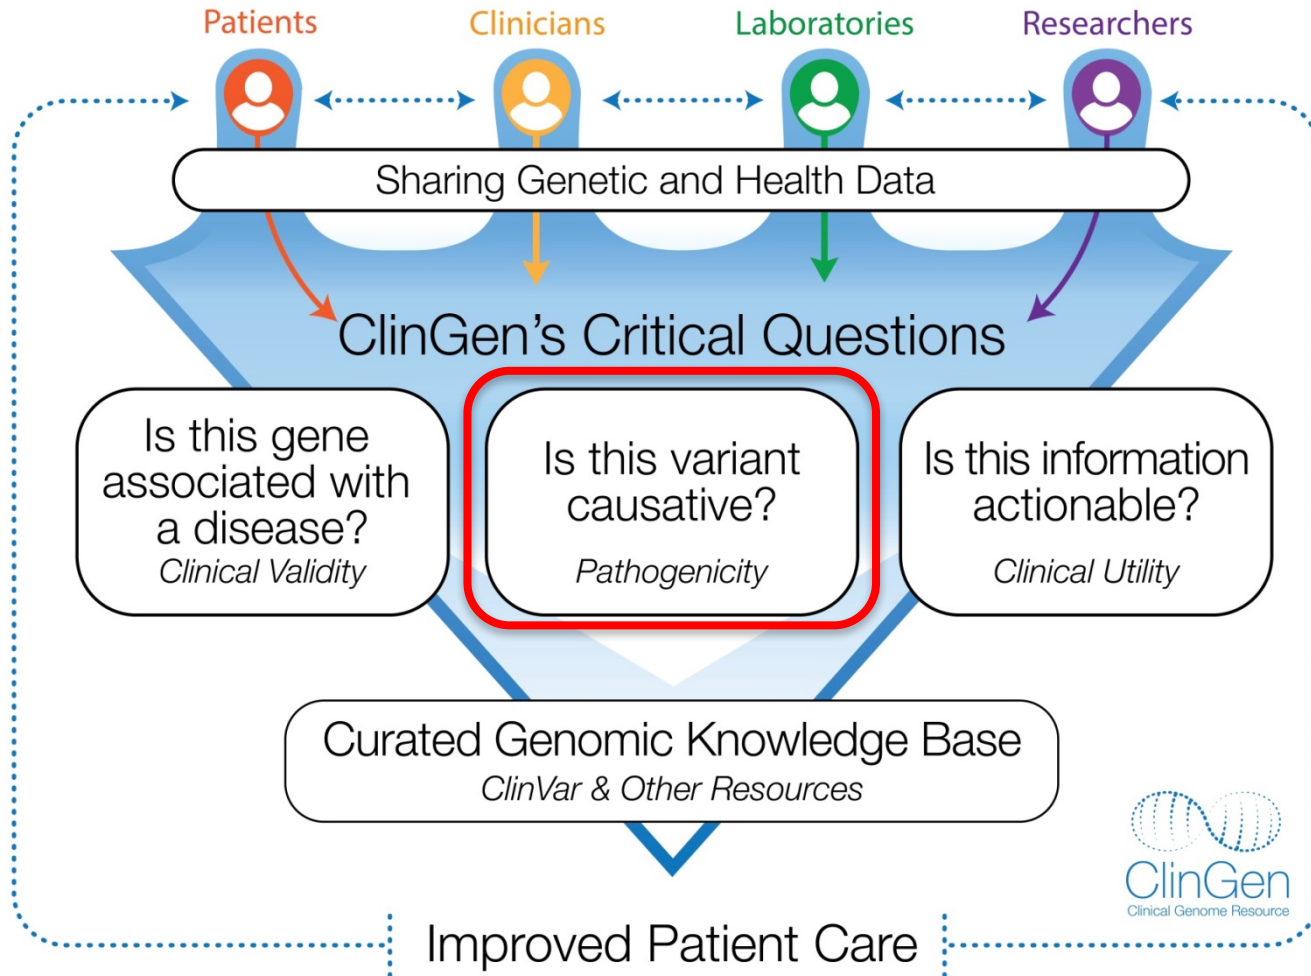 Patients
Clinicians
Laboratories
Researchers
Sharing Genetic and Health Data
ClinGen’s Critical Questions
Is this gene
associated with
a disease?
Clinical Validity
Is this variant
causative?
Pathogenicity
Is this information
actionable?
Clinical Utility
Curated Genomic Knowledge Base
ClinVar & Other Resources
ClinGen
Clinical Genome Resource
Improved Patient Care